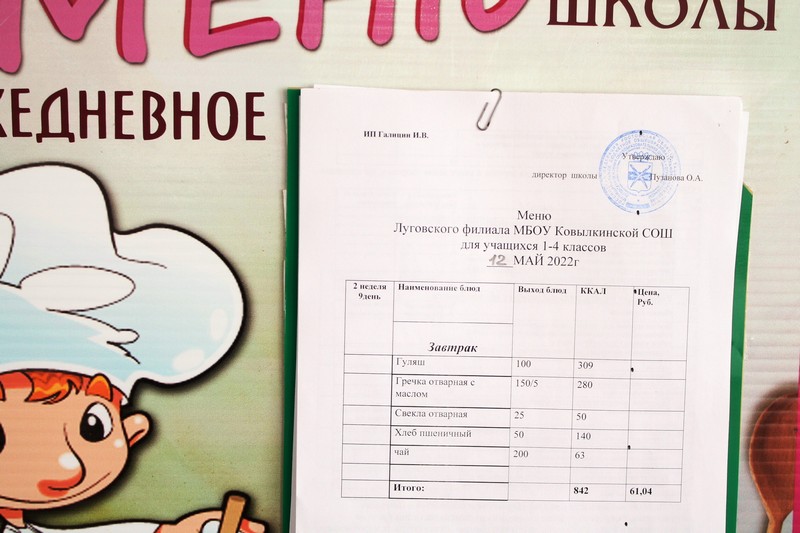 МЕНЮ
ШКОЛЫ
ЖЕДНЕВНОЕ
ИП Галицин И.В.
Утверждаю
директор школы Пузанова О.А.
Меню
Луговского филиала МБОУ Ковылкинской СОШ
для учащихся 1-4 классов
12 МАЙ 2022г
2 неделя 9день Наименование блюд Выход блюд ККАЛ Цена, Руб.
Завтрак
Гуляш 100 309
Гречка отварная с маслом 150/5 280
Свекла отварная 25 50
Хлеб пшеничный 50 140
чай 200 63
Итого: 842 61,04